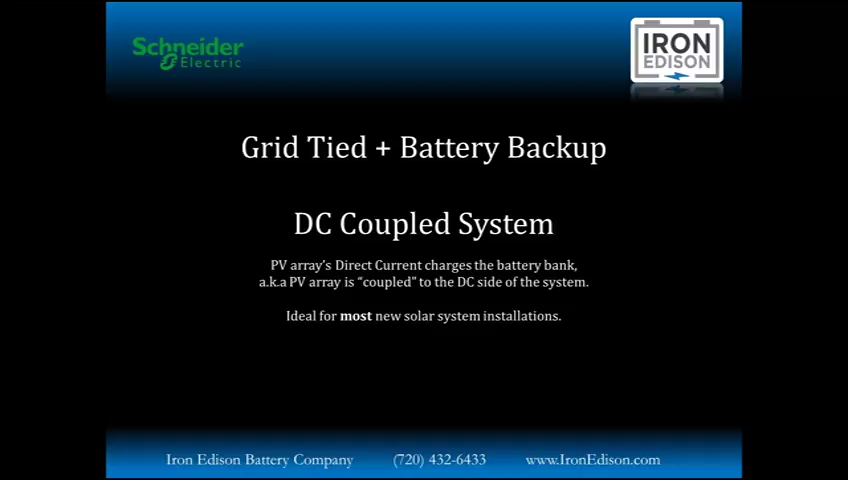 Schneider
Electric
IRON
EDISON
Grid Tied + Battery Backup
DC Coupled System
PV array's Direct Current charges the battery bank,
a.k.a PV array is “coupled” to the DC side of the system.
Ideal for most new solar system installations.
Iron Edison Battery Company (720) 432-6433 www.IronEdison.com